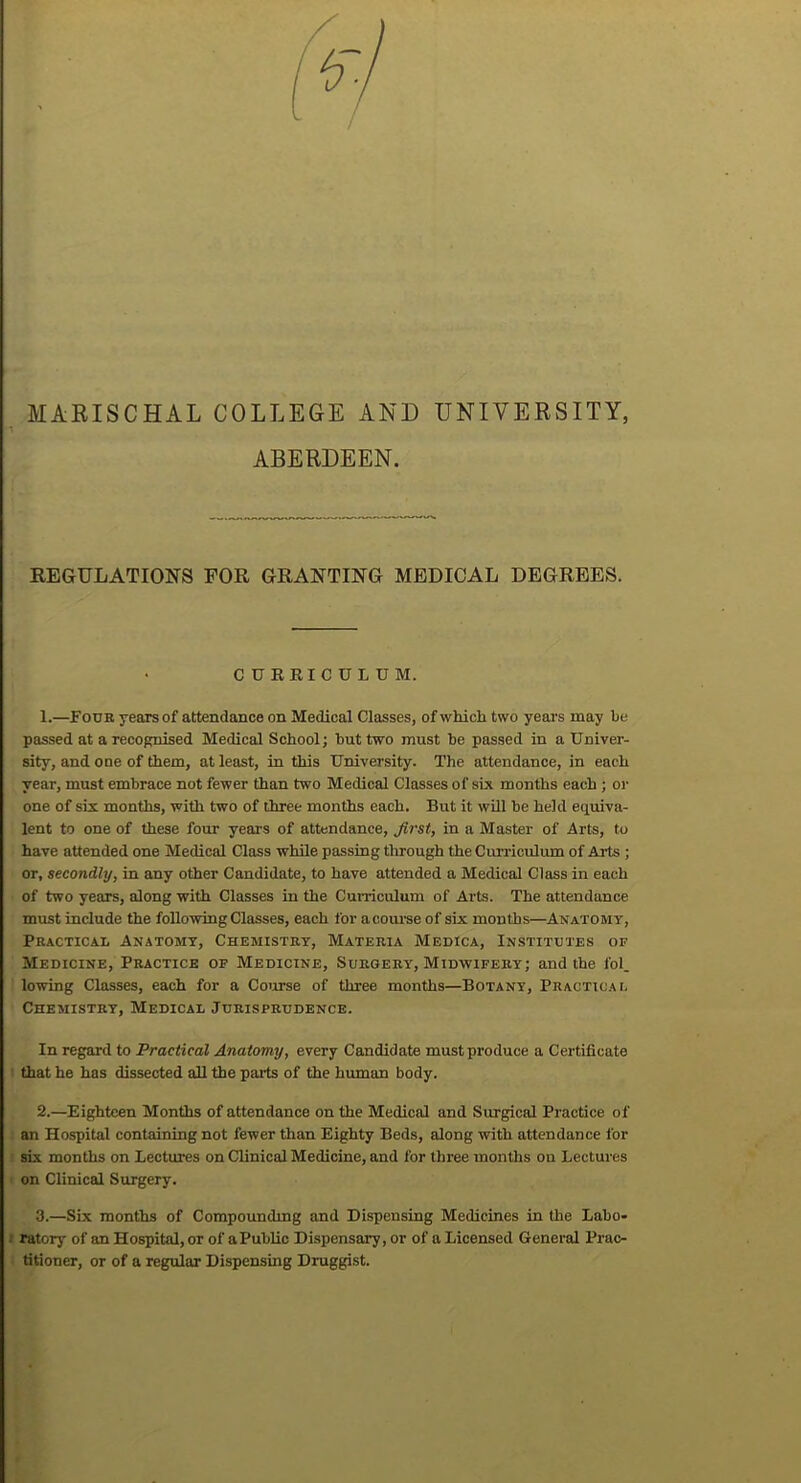 (5.)
MARISCHAL COLLEGE AND UNIVERSITY,
ABERDEEN.
REGULATIONS FOR GRANTING MEDICAL DEGREES.
CURRICULUM.
1.—FOUR years of attendance on Medical Classes, of which two years may be
passed at a recognised Medical School; but two must be passed in a Univer-
sity, and one of them, at least, in this University. The attendance, in each
year, must embrace not fewer than two Medical Classes of six months each ; or
one of six months, with two of three months each. But it will be held equiva-
lent to one of these four years of attendance, first, in a Master of Arts, to
have attended one Medical Class while passing through the Curriculum of Arts ;
or, secondly, in any other Candidate, to have attended a Medical Class in each
of two years, along with Classes in the Curriculum of Arts. The attendance
must include the following Classes, each for a course of six months—ANATOMY,
PRACTICAL ANATOMY, CHEMISTRY, MATERIA MEDICA, INSTITUTES OF
MEDICINE, PRACTICE OF MEDICINE, SURGERY, MIDWIFERY; and the fol_
lowing Classes, each for a Course of three months—BOTANY, PRACTICAL
CHEMISTRY, MEDICAL JURISPRUDENCE.
In regard to Practical Anatomy, every Candidate must produce a Certificate
that he has dissected all the parts of the human body.
2.—Eighteen Months of attendance on the Medical and Surgical Practice of
an Hospital containing not fewer than Eighty Beds, along with attendance for
six months on Lectures on Clinical Medicine, and for three months on Lectures
on Clinical Surgery.
3.—Six months of Compounding and Dispensing Medicines in the Labo-
ratory of an Hospital, or of a Public Dispensary, or of a Licensed General Prac-
titioner, or of a regular Dispensing Druggist.